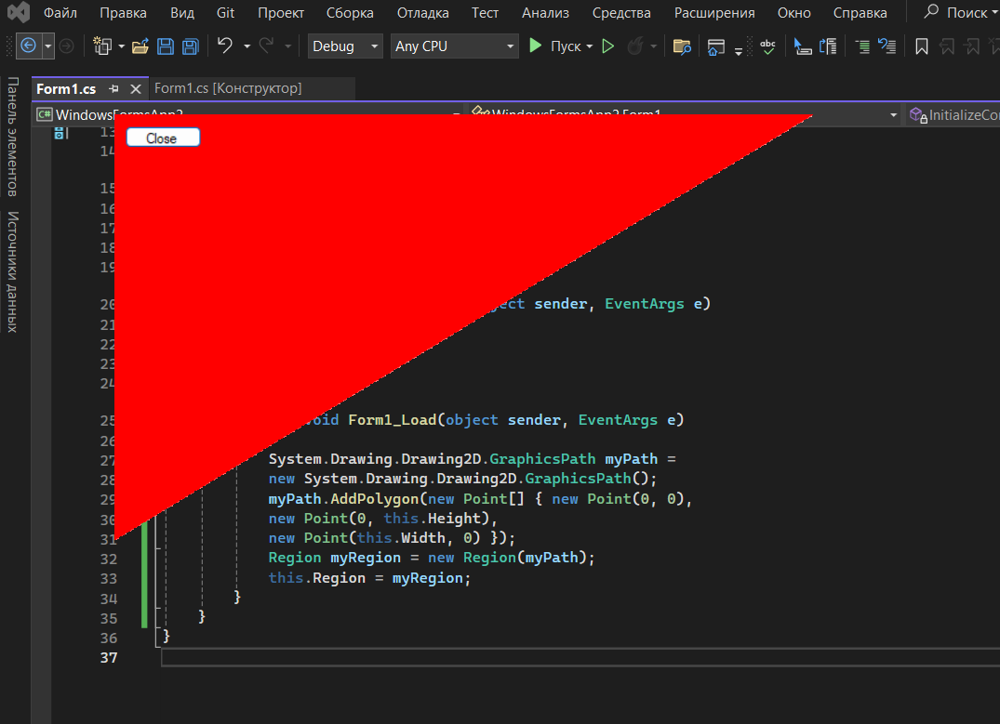 Файл Правка Вид Git Проект Сборка Отладка Тест Анализ Средства Расширения Окно Справка Поиск
Debug Any CPU Пуск abc
Панель элементов
Источники данных
Form1.cs Form1.cs [Конструктор]
C# WindowsFormsApp2 WindowsFormsApp2.Form1 InitializeCo
Close
13
14
15
16
17
18
19
20 ject sender, EventArgs e)
21
22
23
24
25 void Form1_Load(object sender, EventArgs e)
26
27 System.Drawing.Drawing2D.GraphicsPath myPath =
28 new System.Drawing.Drawing2D.GraphicsPath();
29 myPath.AddPolygon(new Point[] { new Point(0, 0),
30 new Point(0, this.Height),
31 new Point(this.Width, 0) });
32 Region myRegion = new Region(myPath);
33 this.Region = myRegion;
34 }
35 }
36 }
37